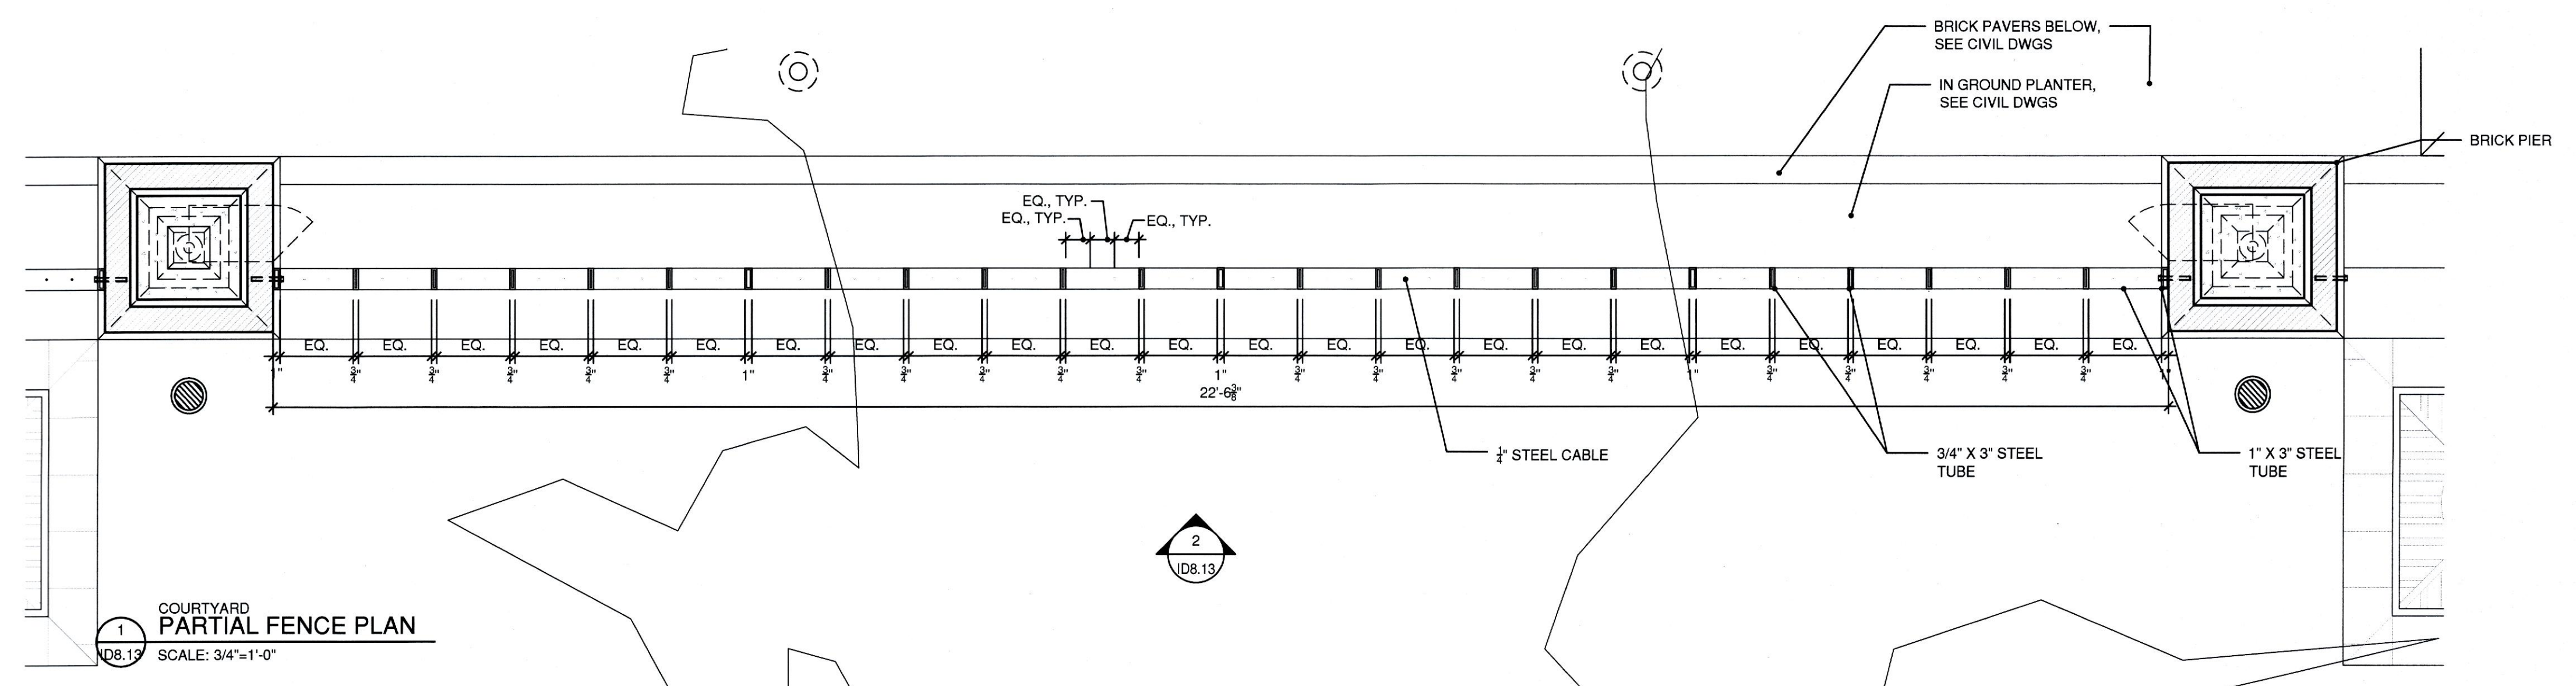 BRICK PAVERS BELOW,
SEE CIVIL DWGS
IN GROUND PLANTER,
SEE CIVIL DWGS
BRICK PIER
EQ., TYP.
EQ., TYP.
EQ., TYP.
EQ. EQ. EQ. EQ. EQ. EQ. EQ. EQ. EQ. EQ. EQ. EQ. EQ. EQ. EQ. EQ. EQ. EQ. EQ. EQ. EQ. EQ. EQ. EQ.
1" 3/4" 3/4" 3/4" 3/4" 3/4" 1" 3/4" 3/4" 3/4" 3/4" 3/4" 1" 3/4" 3/4" 3/4" 3/4" 3/4" 1" 3/4" 3/4" 3/4" 3/4" 3/4" 1"
22'-6 3/8"
1/4" STEEL CABLE
3/4" X 3" STEEL
TUBE
1" X 3" STEEL
TUBE
2
ID8.13
1
ID8.13
COURTYARD
PARTIAL FENCE PLAN
SCALE: 3/4"=1'-0"